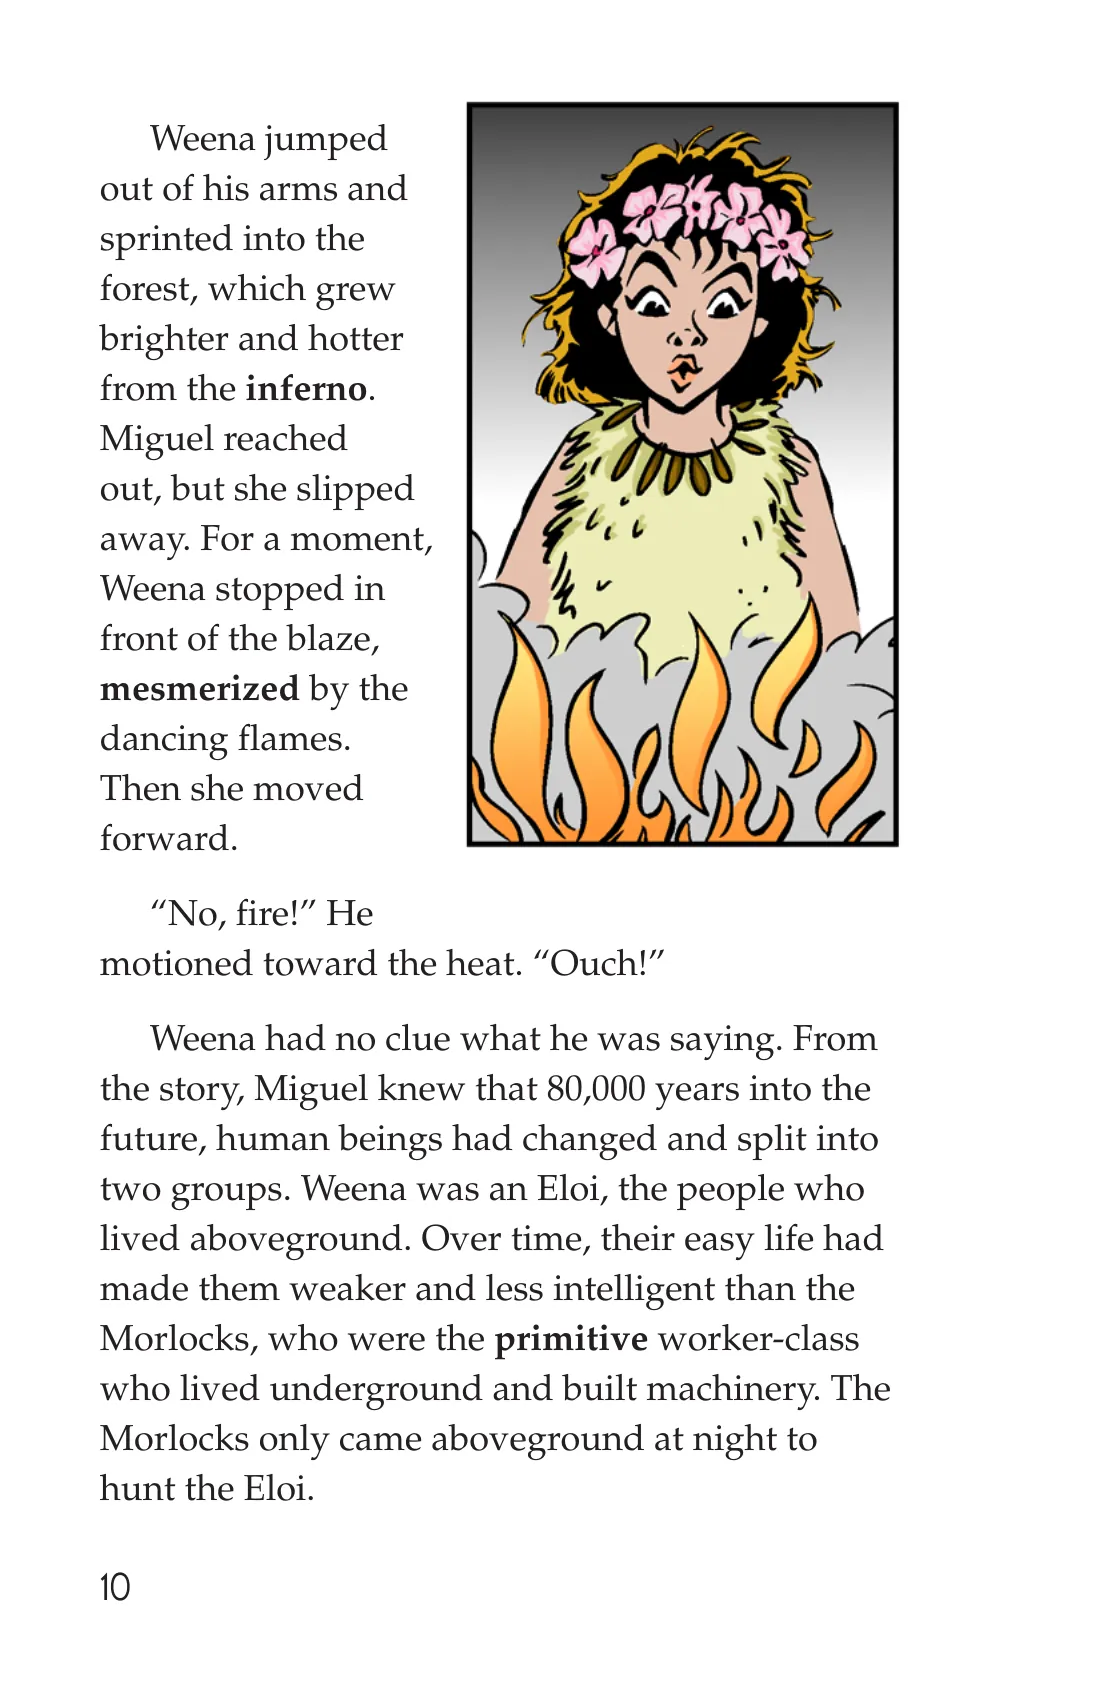 Weena jumped
out of his arms and
sprinted into the
forest, which grew
brighter and hotter
from the inferno.
Miguel reached
out, but she slipped
away. For a moment,
Weena stopped in
front of the blaze,
mesmerized by the
dancing flames.
Then she moved
forward.
“No, fire!” He
motioned toward the heat. “Ouch!”
Weena had no clue what he was saying. From
the story, Miguel knew that 80,000 years into the
future, human beings had changed and split into
two groups. Weena was an Eloi, the people who
lived aboveground. Over time, their easy life had
made them weaker and less intelligent than the
Morlocks, who were the primitive worker-class
who lived underground and built machinery. The
Morlocks only came aboveground at night to
hunt the Eloi.
10